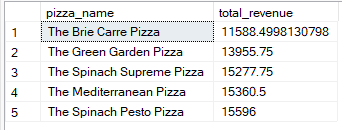 pizza_name total_revenue
1 The Brie Carre Pizza 11588.4998130798
2 The Green Garden Pizza 13955.75
3 The Spinach Supreme Pizza 15277.75
4 The Mediterranean Pizza 15360.5
5 The Spinach Pesto Pizza 15596